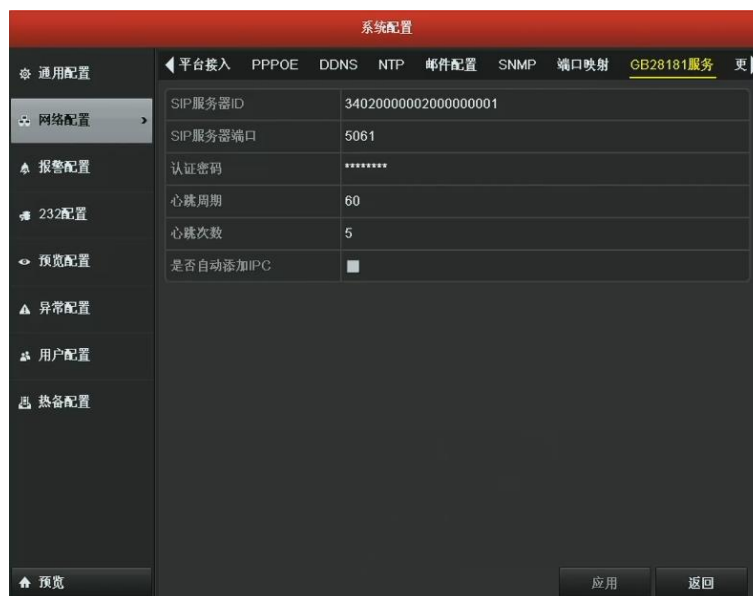 系统配置
通用配置
网络配置
报警配置
232配置
预览配置
异常配置
用户配置
热备配置
预览
平台接入 PPPOE DDNS NTP 邮件配置 SNMP 端口映射 GB28181服务 更
SIP服务器ID 34020000002000000001
SIP服务器端口 5061
认证密码 ********
心跳周期 60
心跳次数 5
是否自动添加IPC
应用 返回